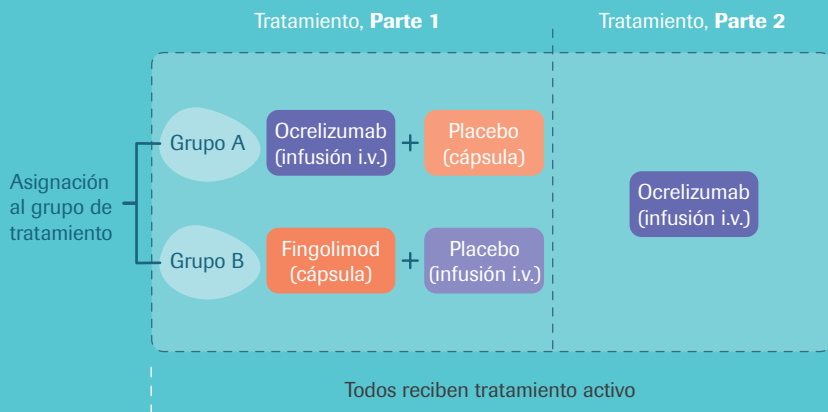 Tratamiento, Parte 1
Tratamiento, Parte 2
Asignación
al grupo de
tratamiento
Grupo A
Ocrelizumab
(infusión i.v.)
+
Placebo
(cápsula)
Grupo B
Fingolimod
(cápsula)
+
Placebo
(infusión i.v.)
Ocrelizumab
(infusión i.v.)
Todos reciben tratamiento activo